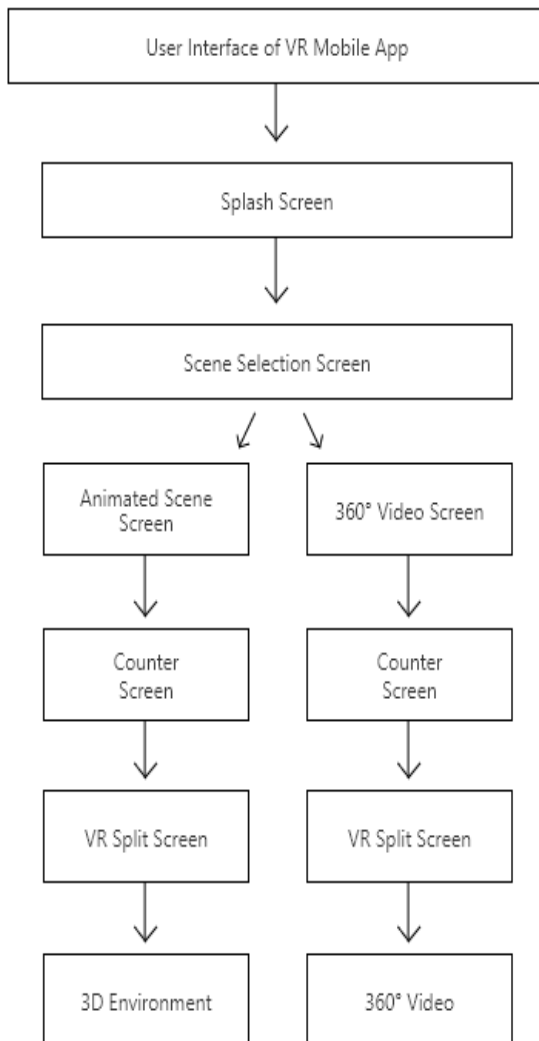 User Interface of VR Mobile App
Splash Screen
Scene Selection Screen
Animated Scene
Screen
360° Video Screen
Counter
Screen
Counter
Screen
VR Split Screen
VR Split Screen
3D Environment
360° Video